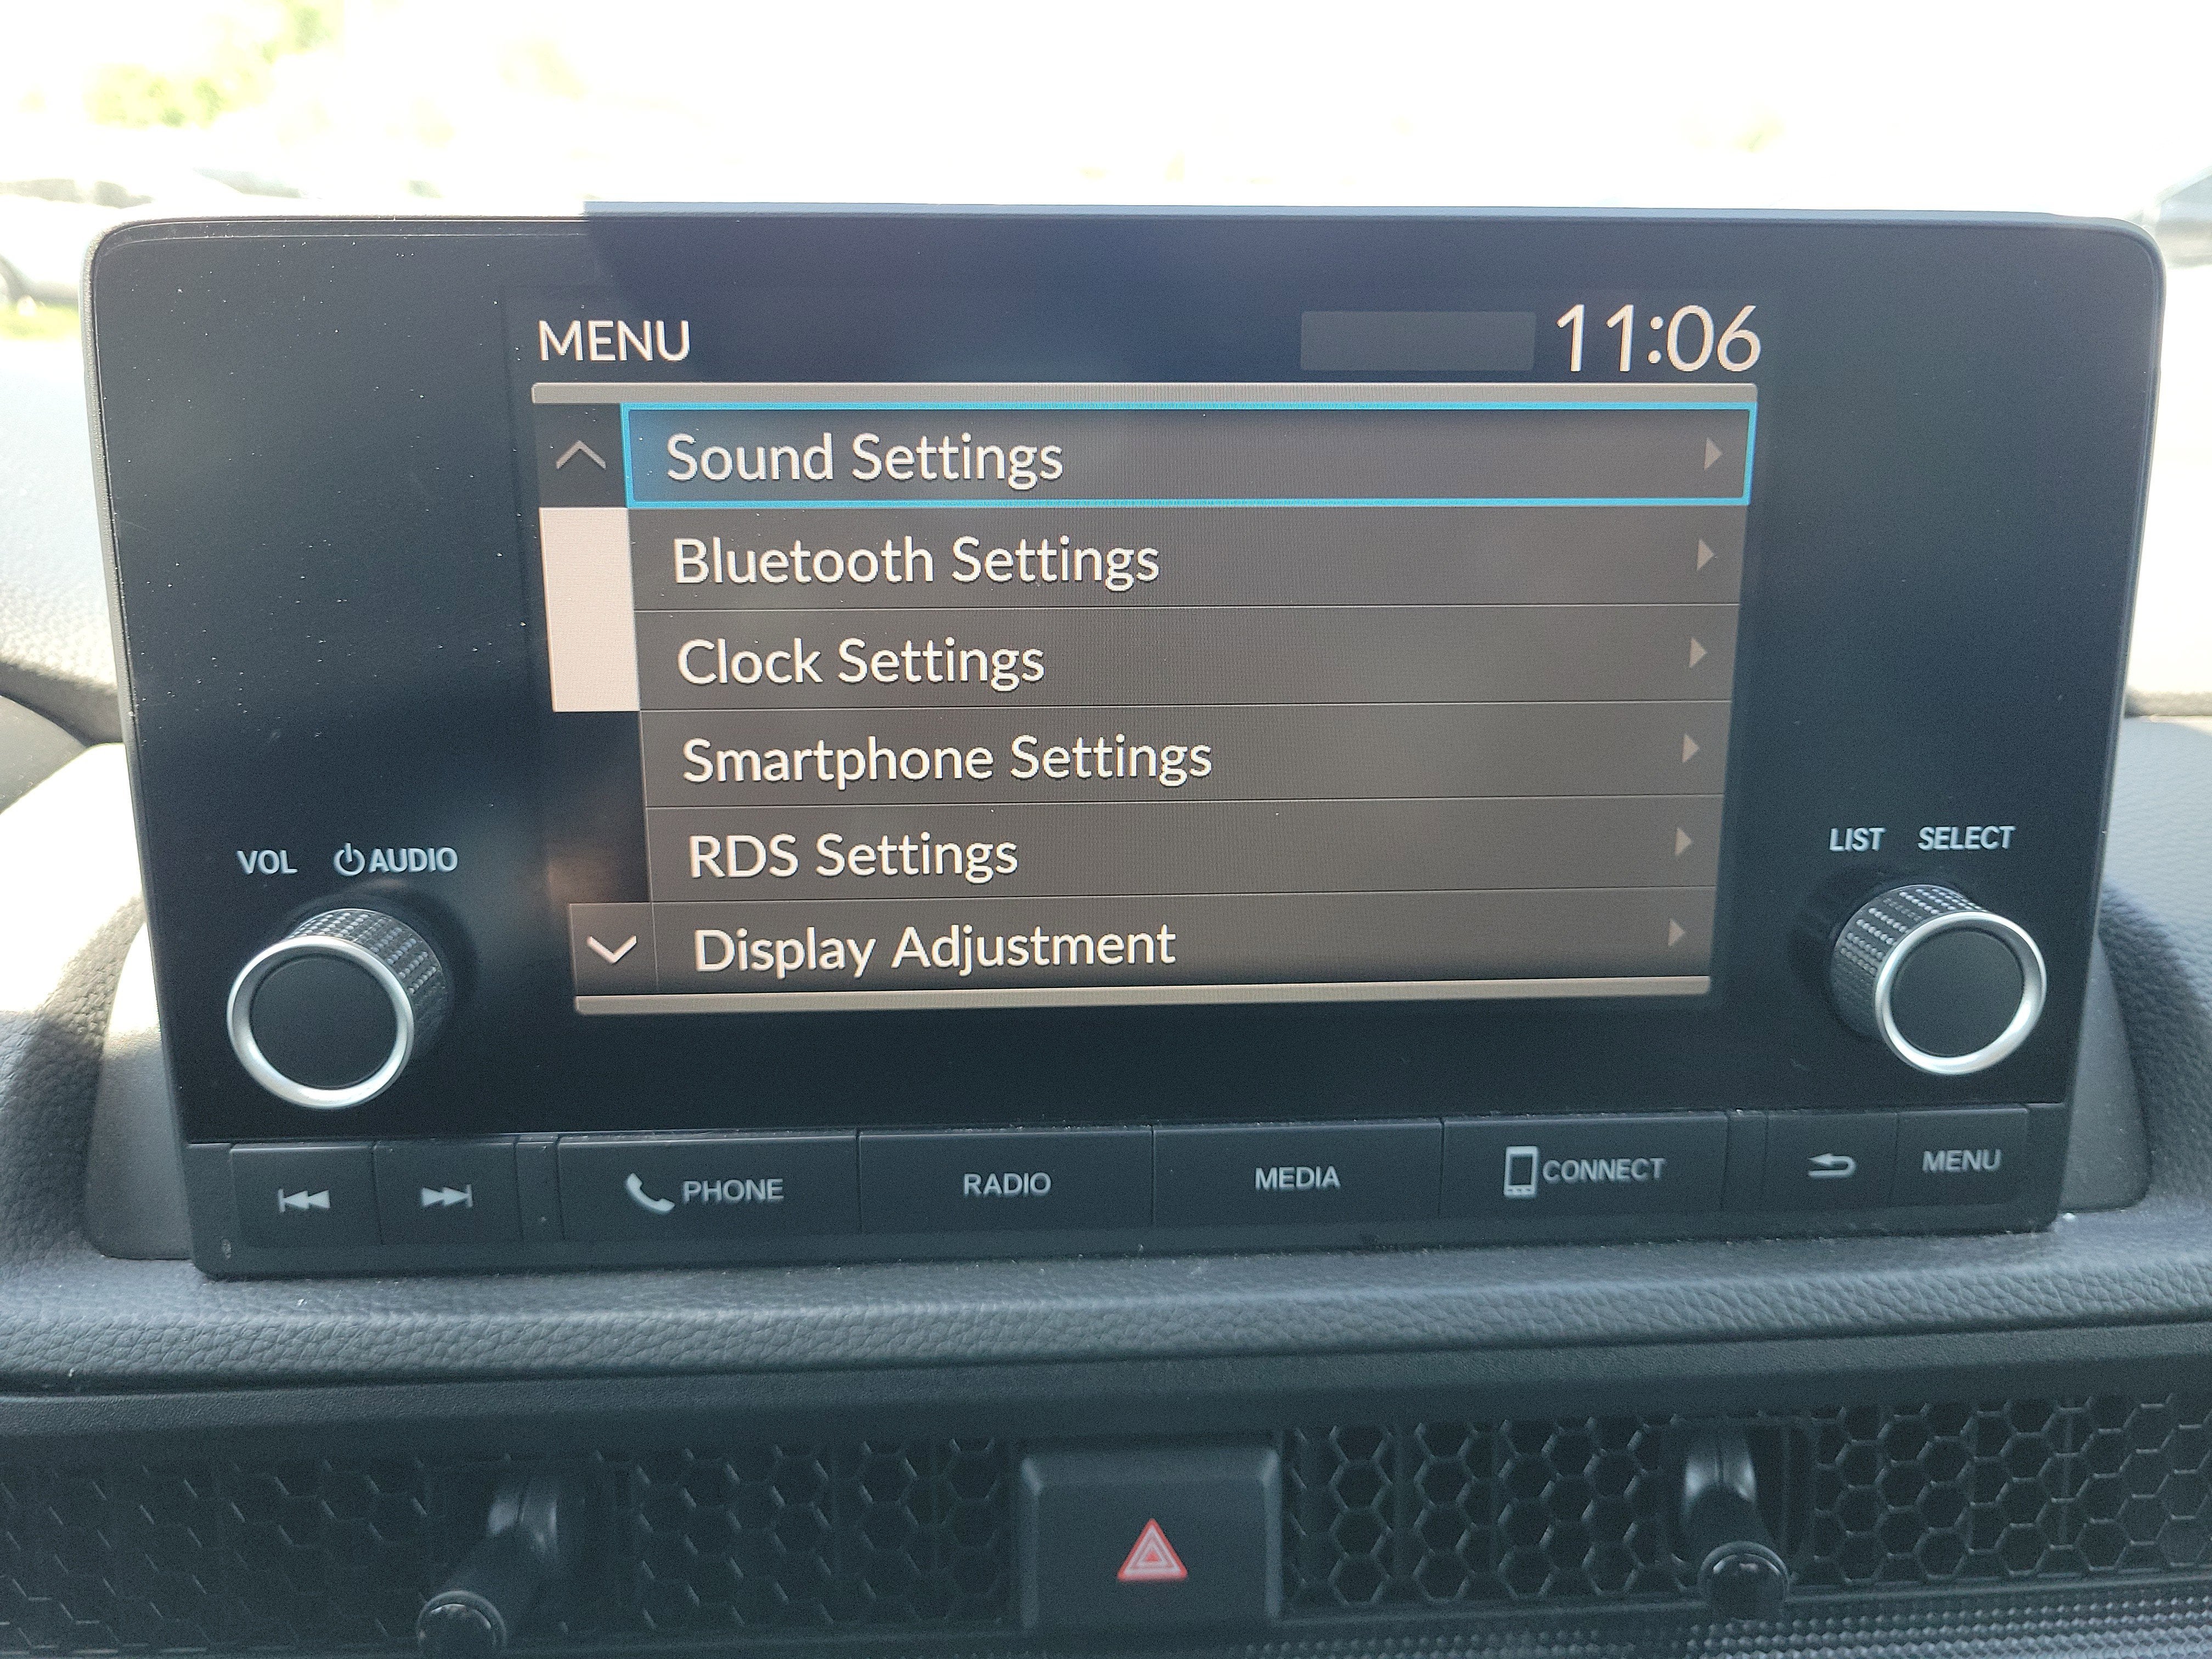 MENU 11:06
Sound Settings
Bluetooth Settings
Clock Settings
Smartphone Settings
RDS Settings
Display Adjustment
VOL AUDIO
LIST SELECT
PHONE
RADIO
MEDIA
CONNECT
MENU